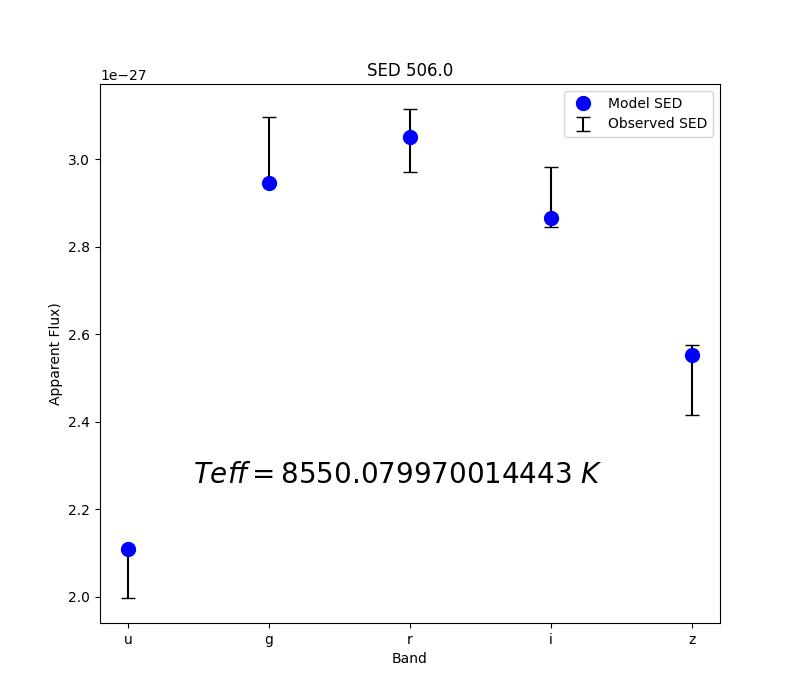 SED 506.0
1e−27
Model SED
Observed SED
3.0
2.8
2.6
2.4
2.2
2.0
Apparent Flux)
Teff = 8550.079970014443 K
u g r i z
Band